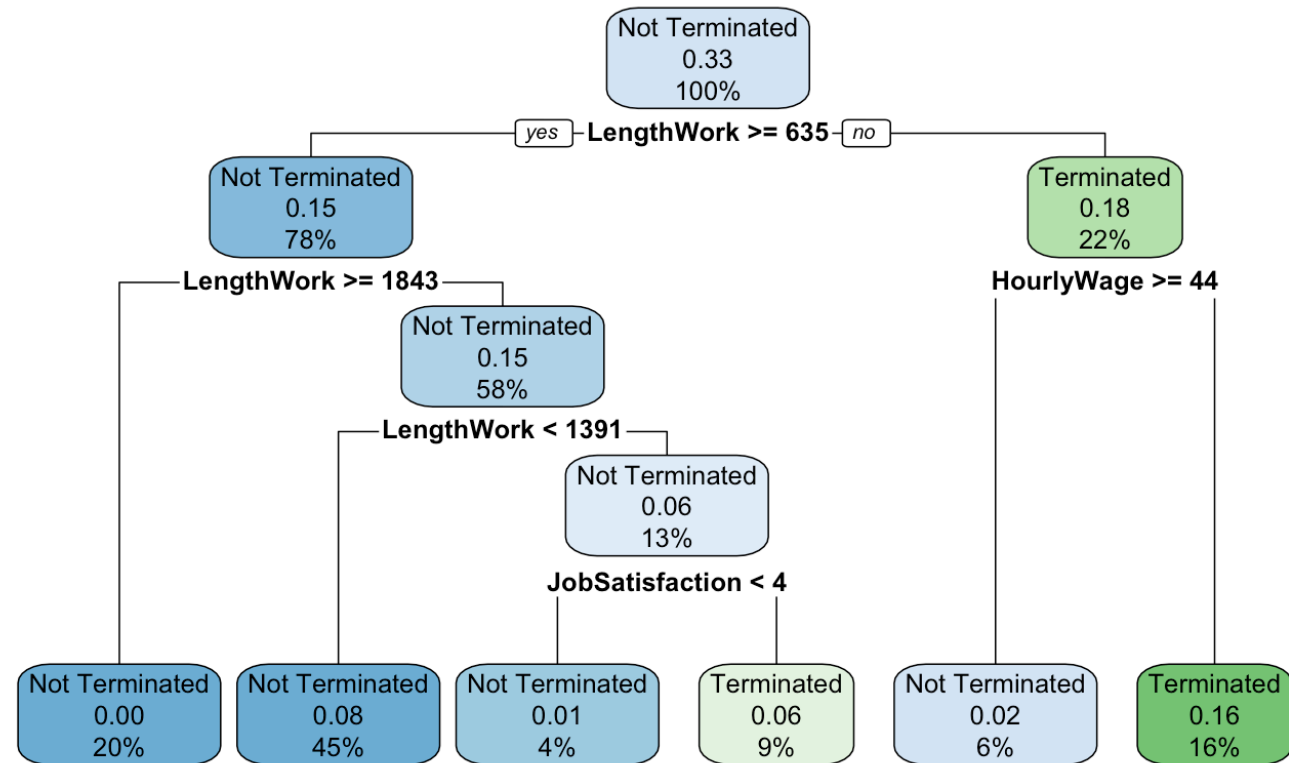 Not Terminated
0.33
100%
yes LengthWork >= 635 no
Not Terminated
0.15
78%
Terminated
0.18
22%
LengthWork >= 1843
HourlyWage >= 44
Not Terminated
0.15
58%
LengthWork < 1391
Not Terminated
0.06
13%
JobSatisfaction < 4
Not Terminated
0.00
20%
Not Terminated
0.08
45%
Not Terminated
0.01
4%
Terminated
0.06
9%
Not Terminated
0.02
6%
Terminated
0.16
16%